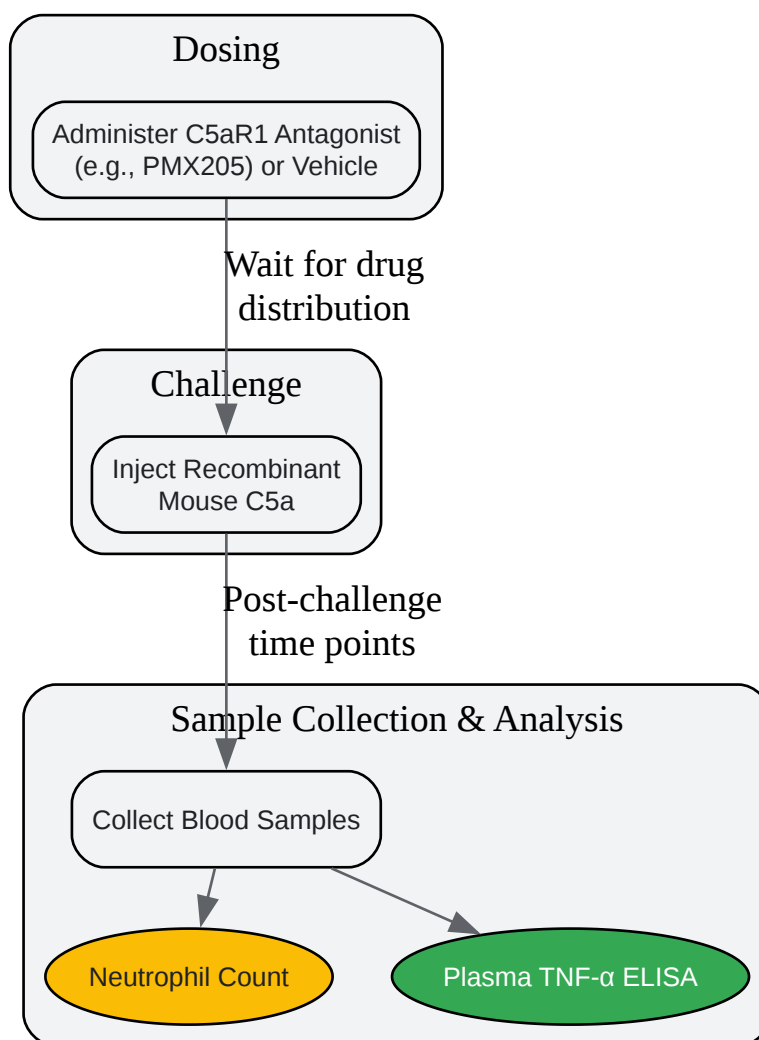 Dosing
Administer C5aR1 Antagonist
(e.g., PMX205) or Vehicle
Wait for drug
distribution
Challenge
Inject Recombinant
Mouse C5a
Post-challenge
time points
Sample Collection & Analysis
Collect Blood Samples
Neutrophil Count
Plasma TNF-α ELISA